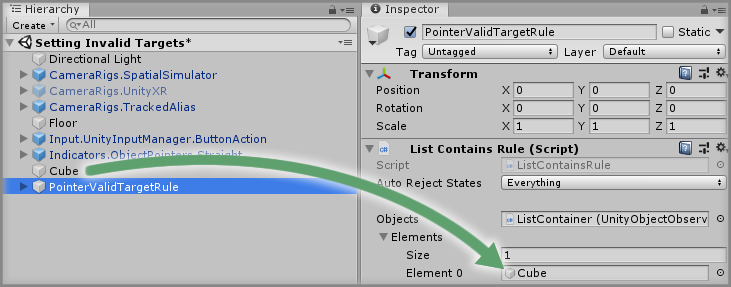 Hierarchy
Create
All
Setting Invalid Targets*
Directional Light
CameraRigs.SpatialSimulator
CameraRigs.UnityXR
CameraRigs.TrackedAlias
Floor
Input.UnityInputManager.ButtonAction
Indicators.ObjectPointers.Straight
Cube
PointerValidTargetRule
Inspector
PointerValidTargetRule Static
Tag Untagged Layer Default
Transform
Position X 0 Y 0 Z 0
Rotation X 0 Y 0 Z 0
Scale X 1 Y 1 Z 1
List Contains Rule (Script)
Script ListContainsRule
Auto Reject States Everything
Objects ListContainer (UnityObjectObserv
Elements
Size 1
Element 0 Cube